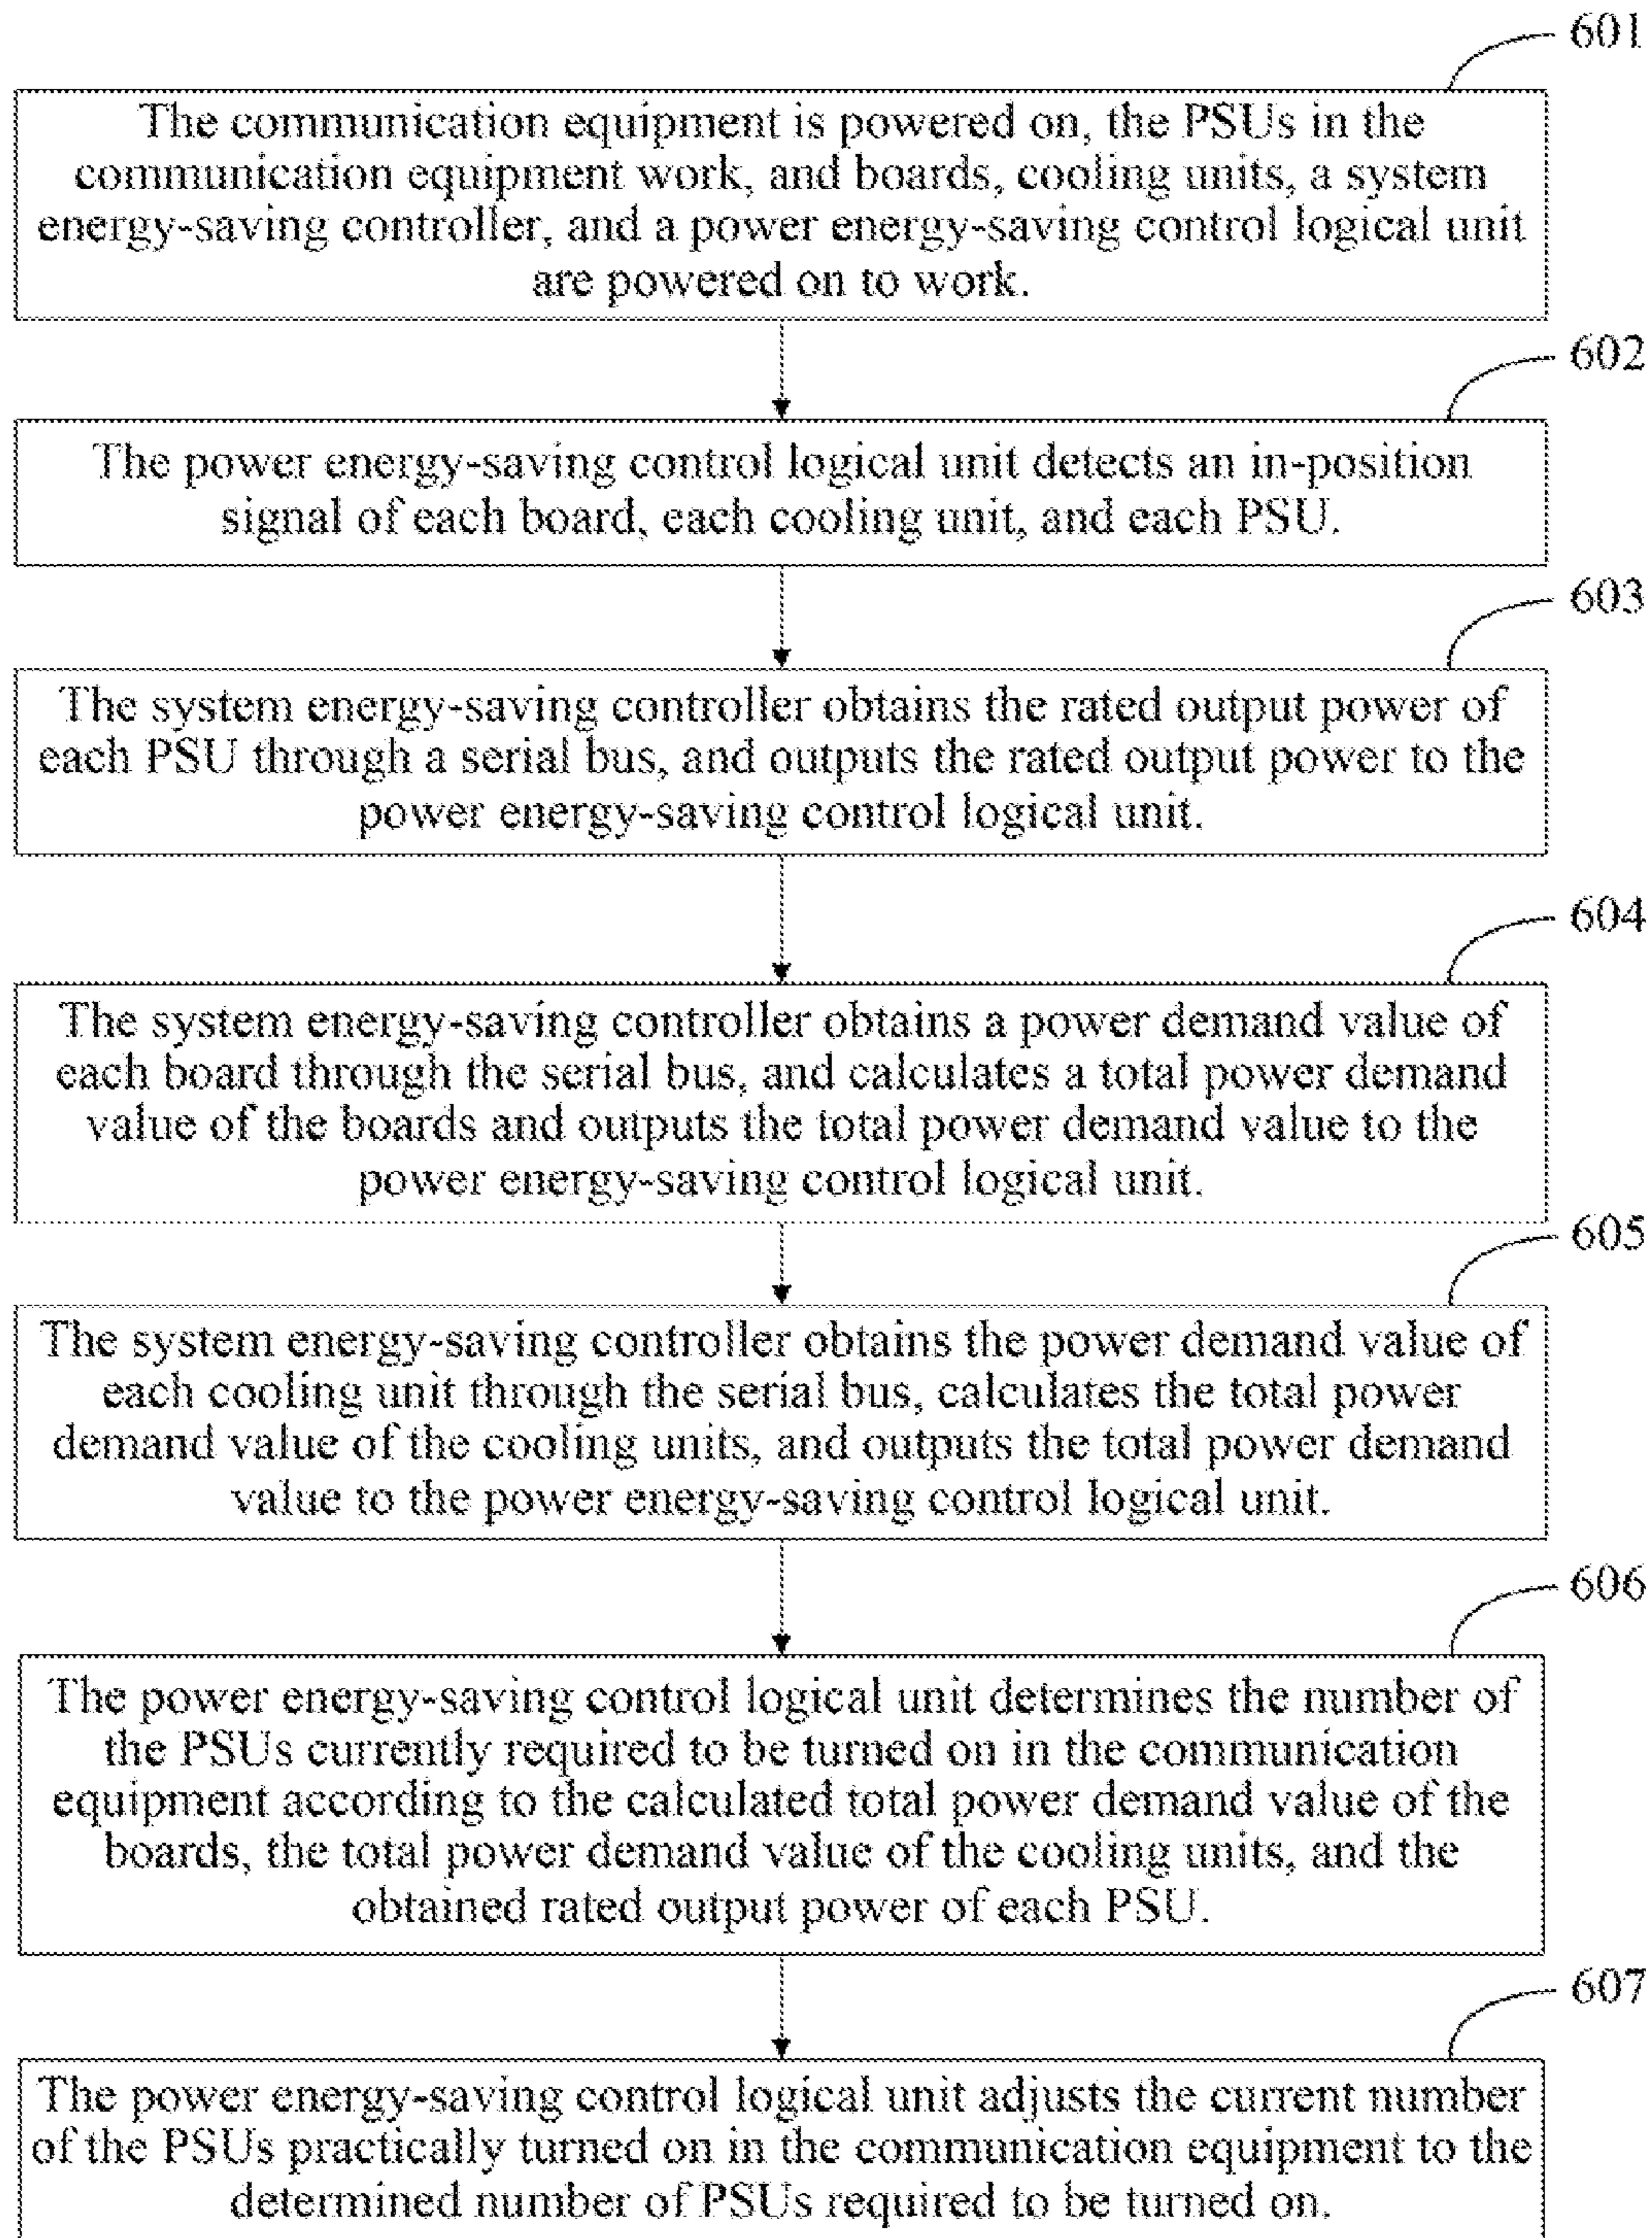 601
The communication equipment is powered on, the PSUs in the
communication equipment work, and boards, cooling units, a system
energy-saving controller, and a power energy-saving control logical unit
are powered on to work.
602
The power energy-saving control logical unit detects an in-position
signal of each board, each cooling unit, and each PSU.
603
The system energy-saving controller obtains the rated output power of
each PSU through a serial bus, and outputs the rated output power to the
power energy-saving control logical unit.
604
The system energy-saving controller obtains a power demand value of
each board through the serial bus, and calculates a total power demand
value of the boards and outputs the total power demand value to the
power energy-saving control logical unit.
605
The system energy-saving controller obtains the power demand value of
each cooling unit through the serial bus, calculates the total power
demand value of the cooling units, and outputs the total power demand
value to the power energy-saving control logical unit.
606
The power energy-saving control logical unit determines the number of
the PSUs currently required to be turned on in the communication
equipment according to the calculated total power demand value of the
boards, the total power demand value of the cooling units, and the
obtained rated output power of each PSU.
607
The power energy-saving control logical unit adjusts the current number
of the PSUs practically turned on in the communication equipment to the
determined number of PSUs required to be turned on.